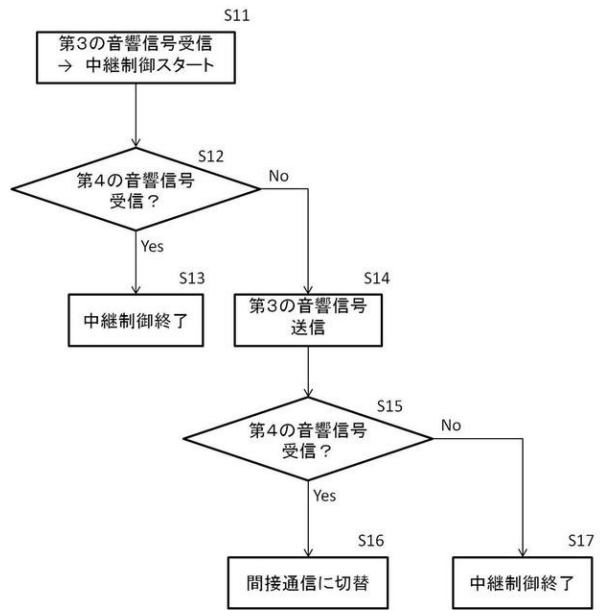 S11
第3の音響信号受信
→ 中継制御スタート
S12
第4の音響信号
受信？
No
Yes
S13
中継制御終了
S14
第3の音響信号
送信
S15
第4の音響信号
受信？
No
Yes
S16
間接通信に切替
S17
中継制御終了